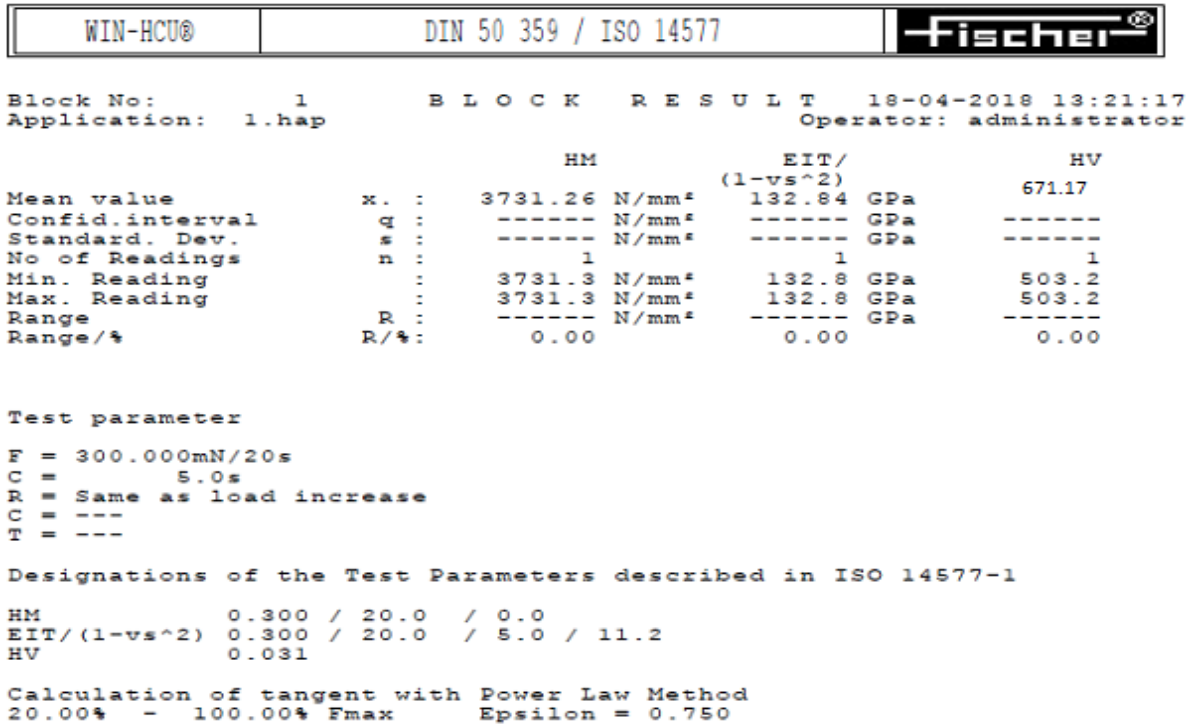 WIN-HCU® DIN 50 359 / ISO 14577 Fischer®
Block No: 1 B L O C K R E S U L T 18-04-2018 13:21:17
Application: 1.hap Operator: administrator
HM EIT/ HV
(1-vs^2)
Mean value x. : 3731.26 N/mm² 132.84 GPa 671.17
Confid.interval q : ------ N/mm² ------ GPa ------
Standard. Dev. s : ------ N/mm² ------ GPa ------
No of Readings n : 1 1 1
Min. Reading : 3731.3 N/mm² 132.8 GPa 503.2
Max. Reading : 3731.3 N/mm² 132.8 GPa 503.2
Range R : ------ N/mm² ------ GPa ------
Range/% R/%: 0.00 0.00 0.00
Test parameter
F = 300.000mN/20s
C = 5.0s
R = Same as load increase
C = ---
T = ---
Designations of the Test Parameters described in ISO 14577-1
HM 0.300 / 20.0 / 0.0
EIT/(1-vs^2) 0.300 / 20.0 / 5.0 / 11.2
HV 0.031
Calculation of tangent with Power Law Method
20.00% - 100.00% Fmax Epsilon = 0.750